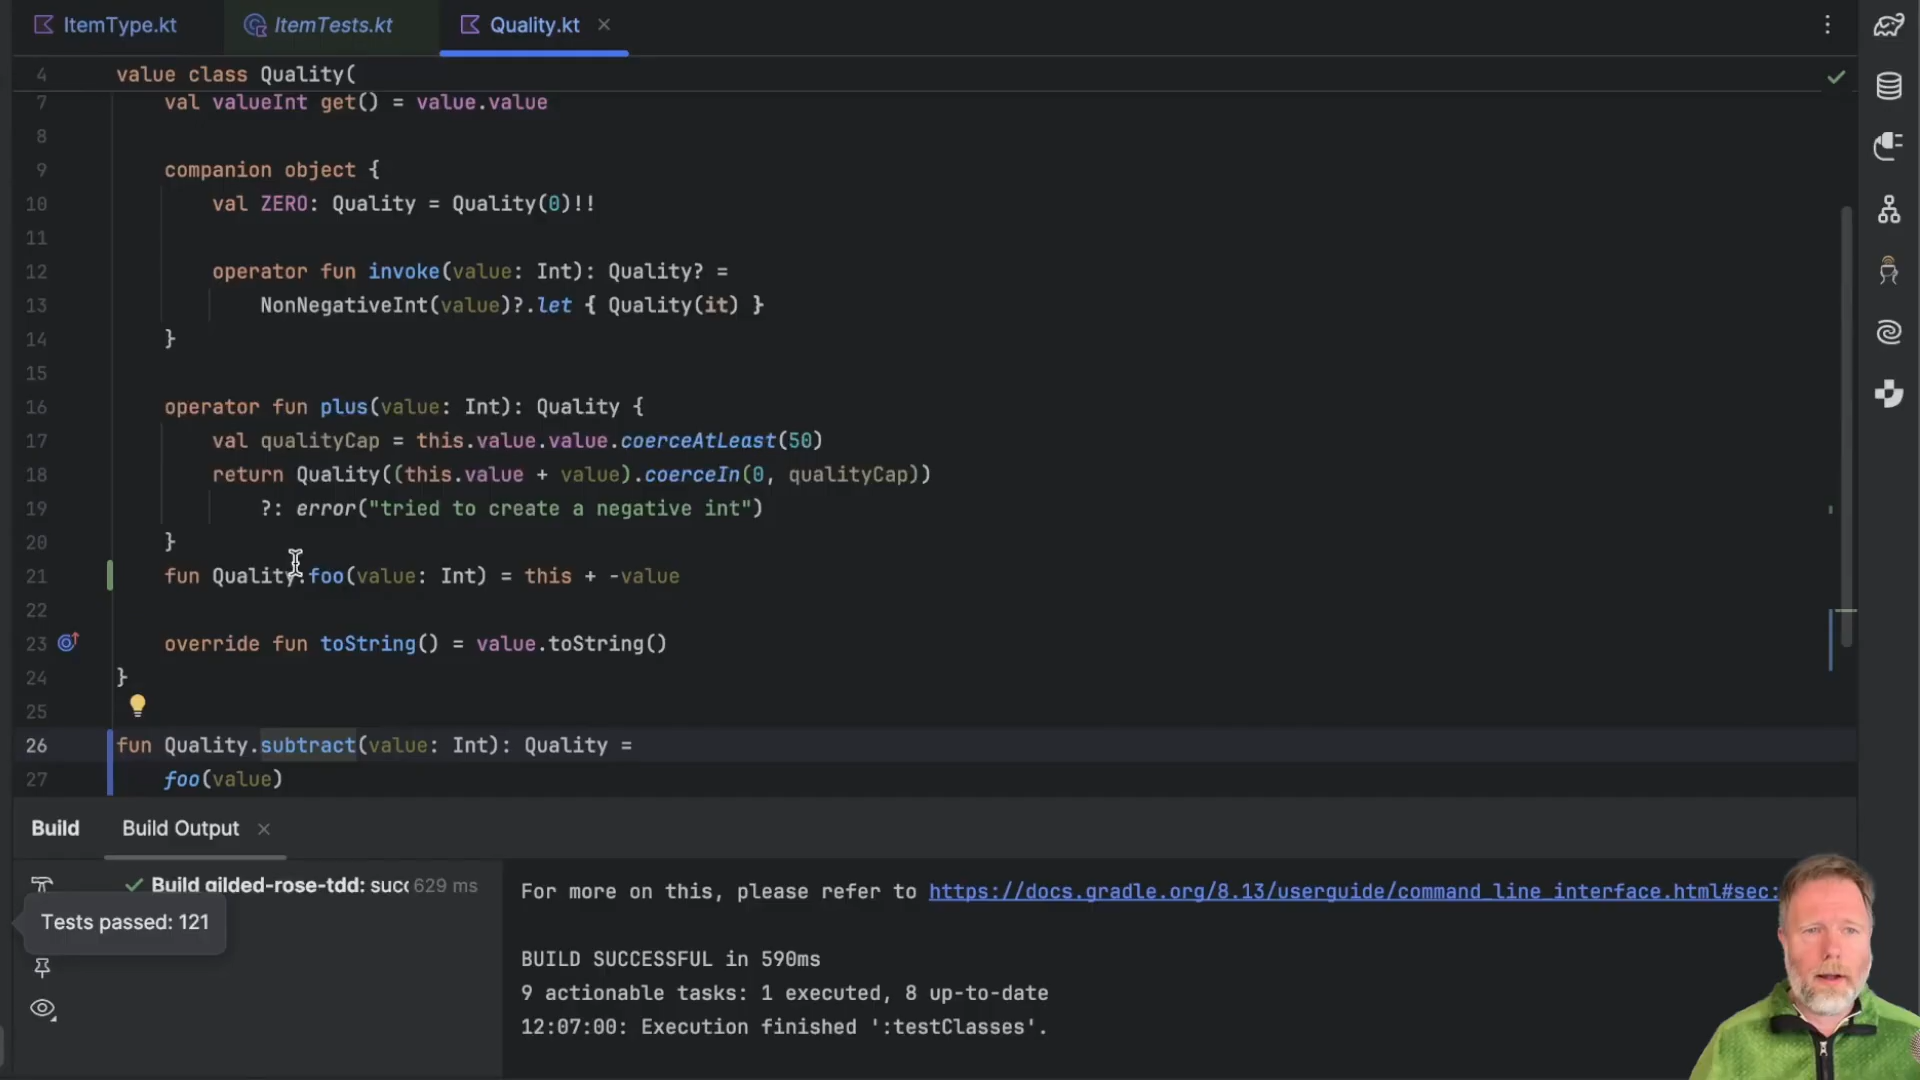 ItemType.kt
ItemTests.kt
Quality.kt
4 value class Quality(
7 val valueInt get() = value.value
8
9 companion object {
10 val ZERO: Quality = Quality(0)!!
11
12 operator fun invoke(value: Int): Quality? =
13 NonNegativeInt(value)?.let { Quality(it) }
14 }
15
16 operator fun plus(value: Int): Quality {
17 val qualityCap = this.value.value.coerceAtLeast(50)
18 return Quality((this.value + value).coerceIn(0, qualityCap))
19 ?: error("tried to create a negative int")
20 }
21 fun Quality.foo(value: Int) = this + -value
22
23 override fun toString() = value.toString()
24 }
25
26 fun Quality.subtract(value: Int): Quality =
27 foo(value)
Build
Build Output
Build gilded-rose-tdd: succ 629 ms
Tests passed: 121
For more on this, please refer to https://docs.gradle.org/8.13/userguide/command_line_interface.html#sec:
BUILD SUCCESSFUL in 590ms
9 actionable tasks: 1 executed, 8 up-to-date
12:07:00: Execution finished ':testClasses'.